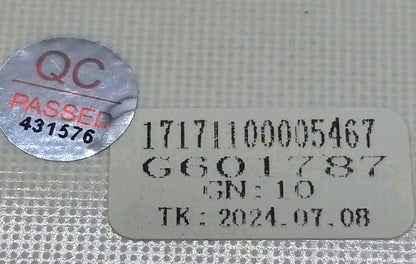 QC
PASSED
431576
17171100005467
G601787
GN: 10
TK: 2024.07.08